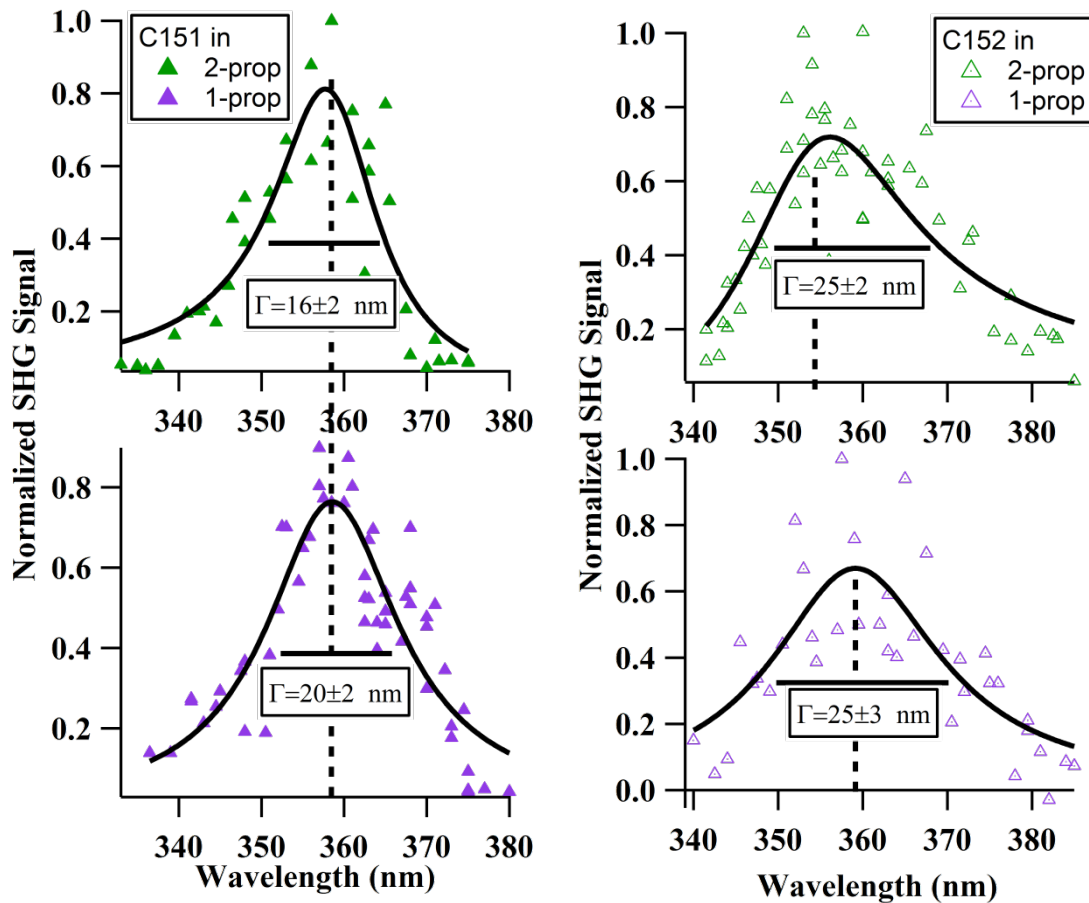 Normalized SHG Signal
1.0
0.8
0.6
0.4
0.2
C151 in
2-prop
1-prop
Γ=16±2 nm
340 350 360 370 380
0.8
0.6
0.4
0.2
Γ=20±2 nm
340 350 360 370 380
Wavelength (nm)
Normalized SHG Signal
1.0
0.8
0.6
0.4
0.2
C152 in
2-prop
1-prop
Γ=25±2 nm
340 350 360 370 380
1.0
0.8
0.6
0.4
0.2
0.0
Γ=25±3 nm
340 350 360 370 380
Wavelength (nm)